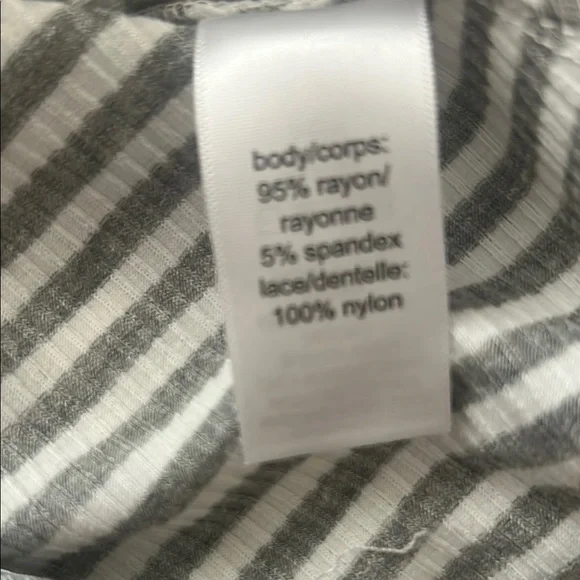 body/corps:
95% rayon/
rayonne
5% spandex
lace/dentelle:
100% nylon